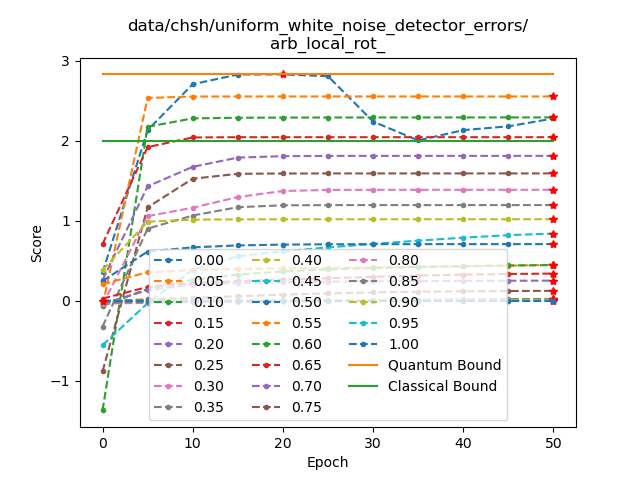 data/chsh/uniform_white_noise_detector_errors/
arb_local_rot_
Score
3
2
1
0
−1
0.00 0.40 0.80
0.05 0.45 0.85
0.10 0.50 0.90
0.15 0.55 0.95
0.20 0.60 1.00
0.25 0.65 Quantum Bound
0.30 0.70 Classical Bound
0.35 0.75
0 10 20 30 40 50
Epoch